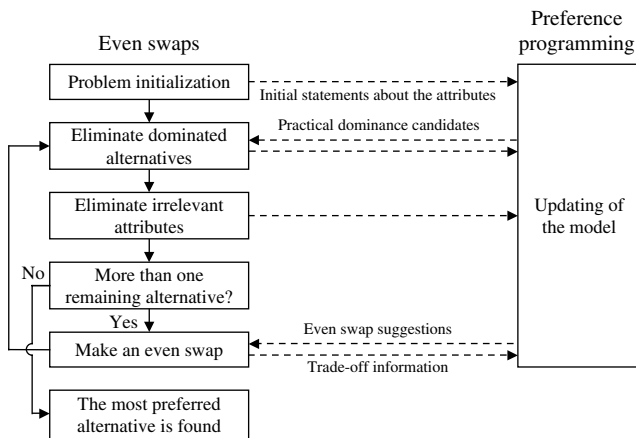 Even swaps
Preference
programming
Problem initialization
Initial statements about the attributes
Eliminate dominated
alternatives
Practical dominance candidates
Eliminate irrelevant
attributes
Updating of
the model
No
More than one
remaining alternative?
Yes
Make an even swap
Even swap suggestions
Trade-off information
The most preferred
alternative is found